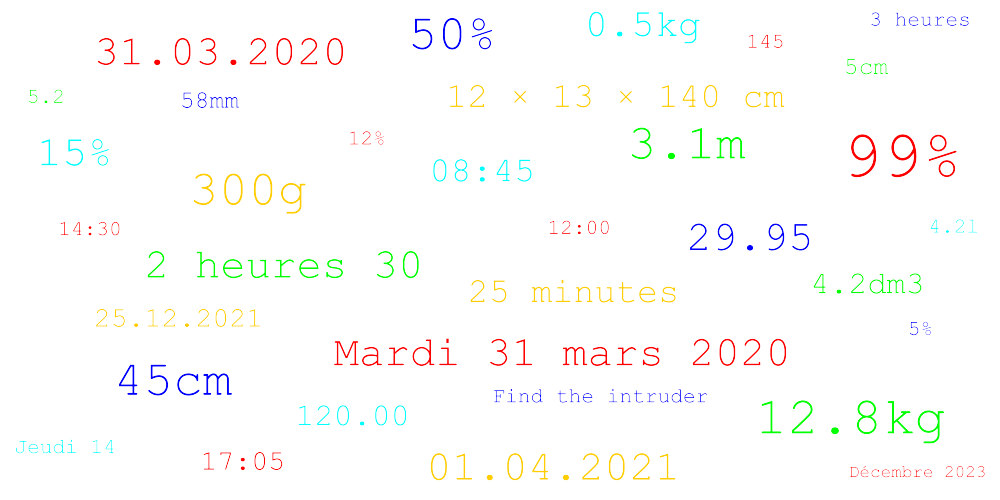 3 heures
50%
0.5kg
31.03.2020
145
5cm
5.2
58mm
12 × 13 × 140 cm
12%
15%
3.1m
99%
08:45
300g
14:30
12:00
29.95
4.21
2 heures 30
25 minutes
4.2dm3
25.12.2021
5%
Mardi 31 mars 2020
45cm
Find the intruder
120.00
12.8kg
Jeudi 14
17:05
01.04.2021
Décembre 2023